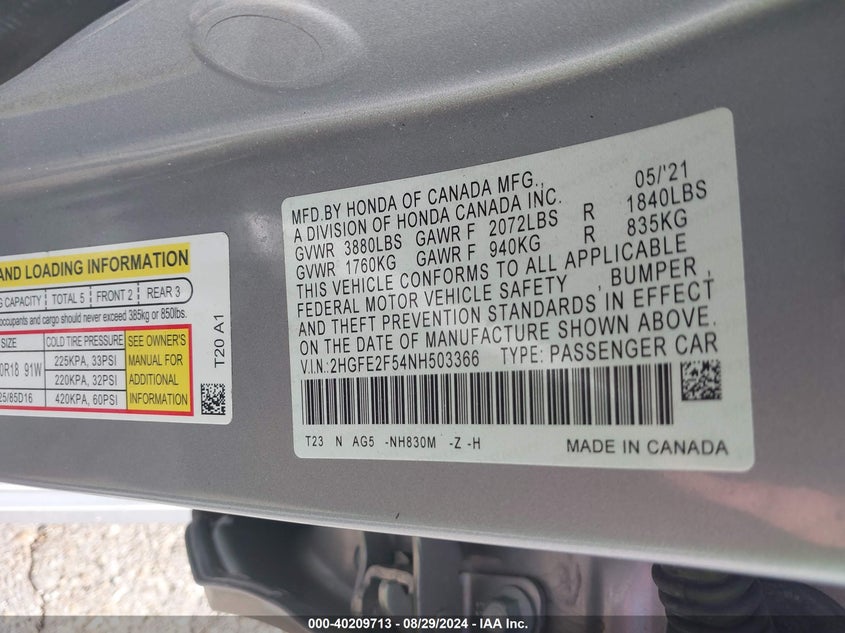 MFD.BY HONDA OF CANADA MFG., 05/'21
A DIVISION OF HONDA CANADA INC.
GVWR 3880LBS GAWR F 2072LBS R 1840LBS
GVWR 1760KG GAWR F 940KG R 835KG
THIS VEHICLE CONFORMS TO ALL APPLICABLE
FEDERAL MOTOR VEHICLE SAFETY , BUMPER ,
AND THEFT PREVENTION STANDARDS IN EFFECT
ON THE DATE OF MANUFACTURE SHOWN ABOVE.
V.I.N:2HGFE2F54NH503366 TYPE: PASSENGER CAR
T23 N AG5 -NH830M -Z -H MADE IN CANADA
AND LOADING INFORMATION
CAPACITY TOTAL 5 FRONT 2 REAR 3
occupants and cargo should never exceed 385kg or 850lbs.
SIZE COLD TIRE PRESSURE SEE OWNER'S
0R18 91W 225KPA, 33PSI MANUAL FOR
220KPA, 32PSI ADDITIONAL
25/85D16 420KPA, 60PSI INFORMATION
T20 A1
000-40209713 - 08/29/2024 - IAA Inc.